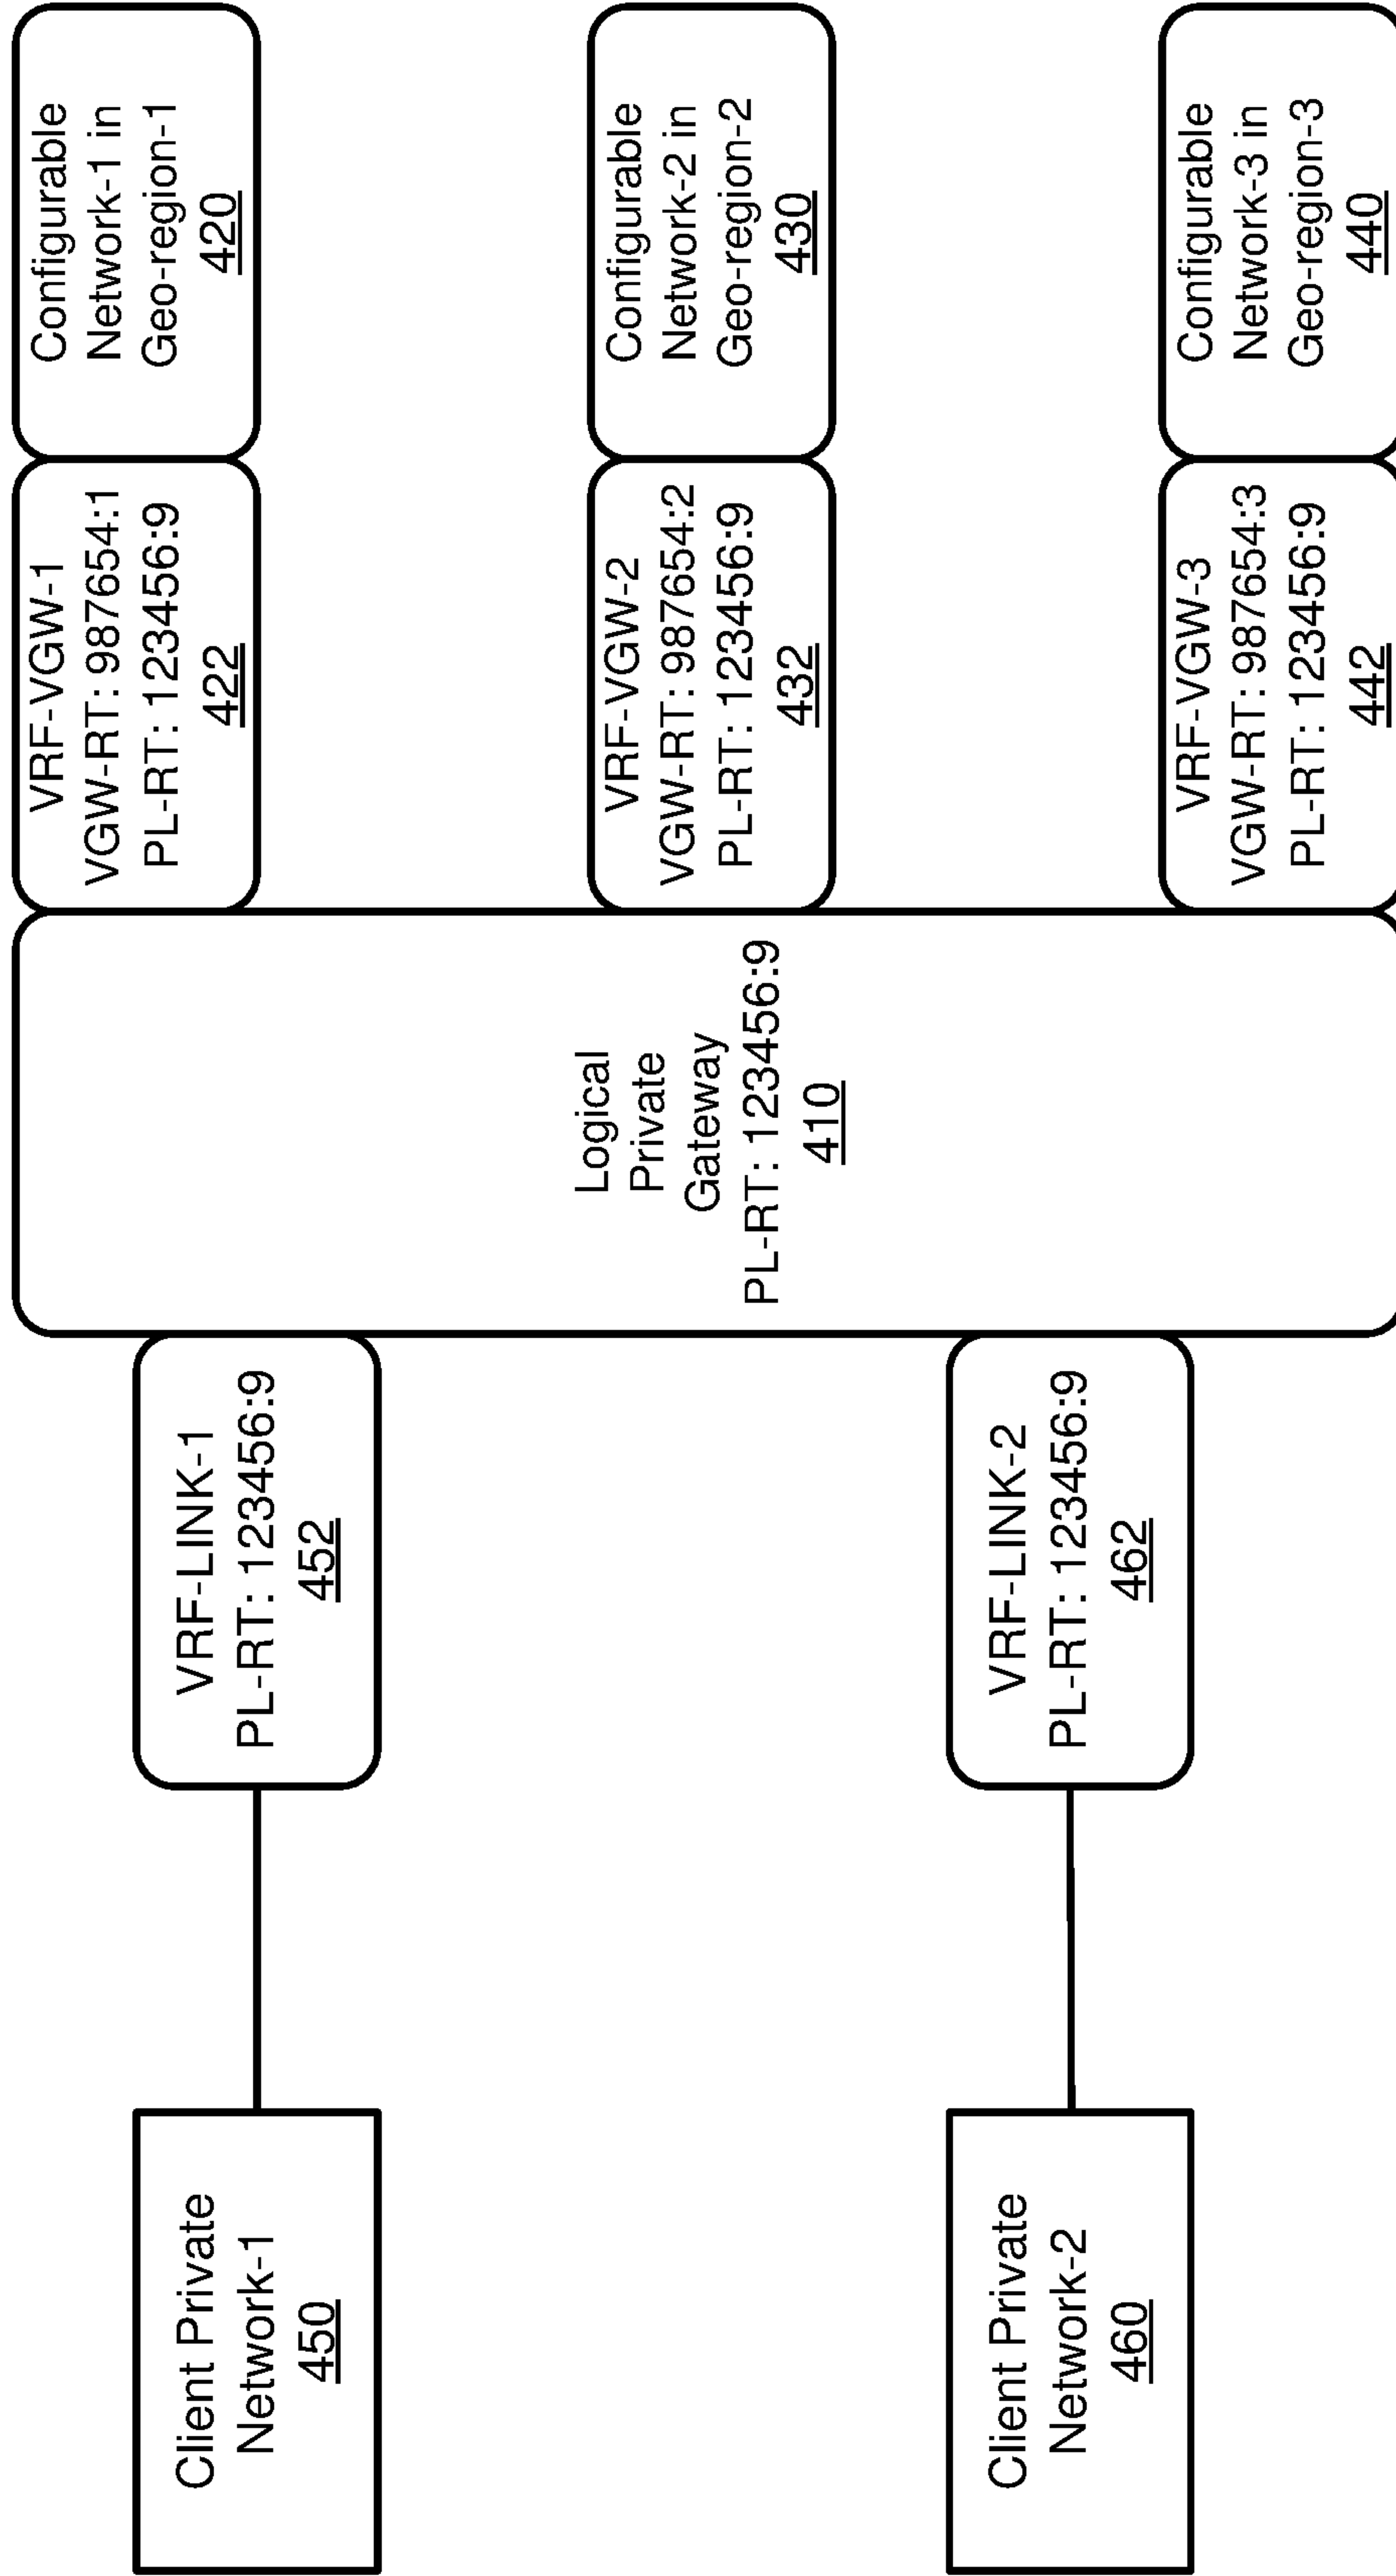 Client Private
Network-1
450
VRF-LINK-1
PL-RT: 123456:9
452
Client Private
Network-2
460
VRF-LINK-2
PL-RT: 123456:9
462
Logical
Private
Gateway
PL-RT: 123456:9
410
VRF-VGW-1
VGW-RT: 987654:1
PL-RT: 123456:9
422
Configurable
Network-1 in
Geo-region-1
420
VRF-VGW-2
VGW-RT: 987654:2
PL-RT: 123456:9
432
Configurable
Network-2 in
Geo-region-2
430
VRF-VGW-3
VGW-RT: 987654:3
PL-RT: 123456:9
442
Configurable
Network-3 in
Geo-region-3
440